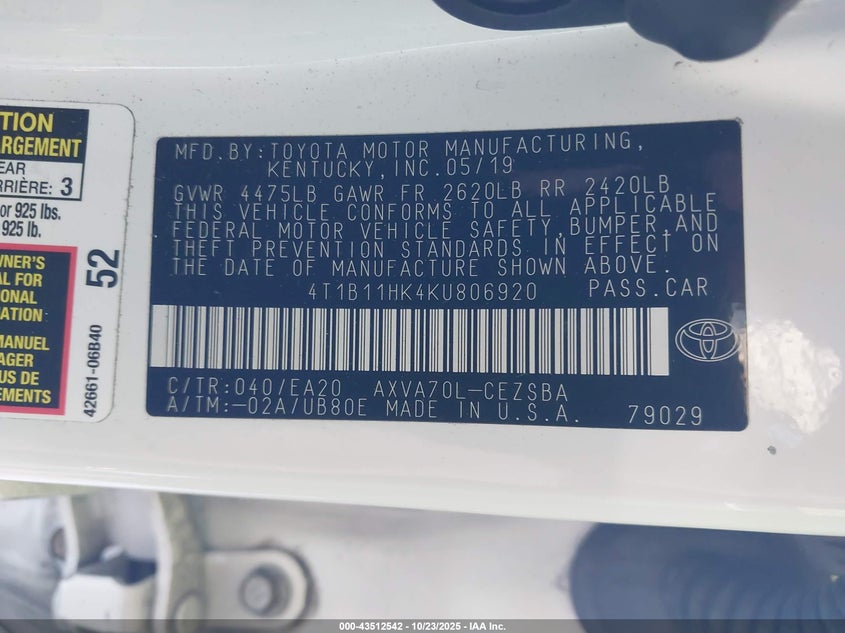 TION
ARGEMENT
EAR
RRIÈRE: 3
or 925 lbs.
925 lb.
WNER'S
AL FOR
TIONAL
ATION
MANUEL
AGER
US DE
EMENTS.
52
42661-06B40
MFD.BY:TOYOTA MOTOR MANUFACTURING,
KENTUCKY,INC.05/19
GVWR 4475LB GAWR FR 2620LB RR 2420LB
THIS VEHICLE CONFORMS TO ALL APPLICABLE
FEDERAL MOTOR VEHICLE SAFETY,BUMPER,AND
THEFT PREVENTION STANDARDS IN EFFECT ON
THE DATE OF MANUFACTURE SHOWN ABOVE.
4T1B11HK4KU806920 PASS.CAR
C/TR:040/EA20 AXVA70L-CEZSBA
A/TM:-02A/UB80E MADE IN U.S.A. 79029
000-43512542 - 10/23/2025 - IAA Inc.